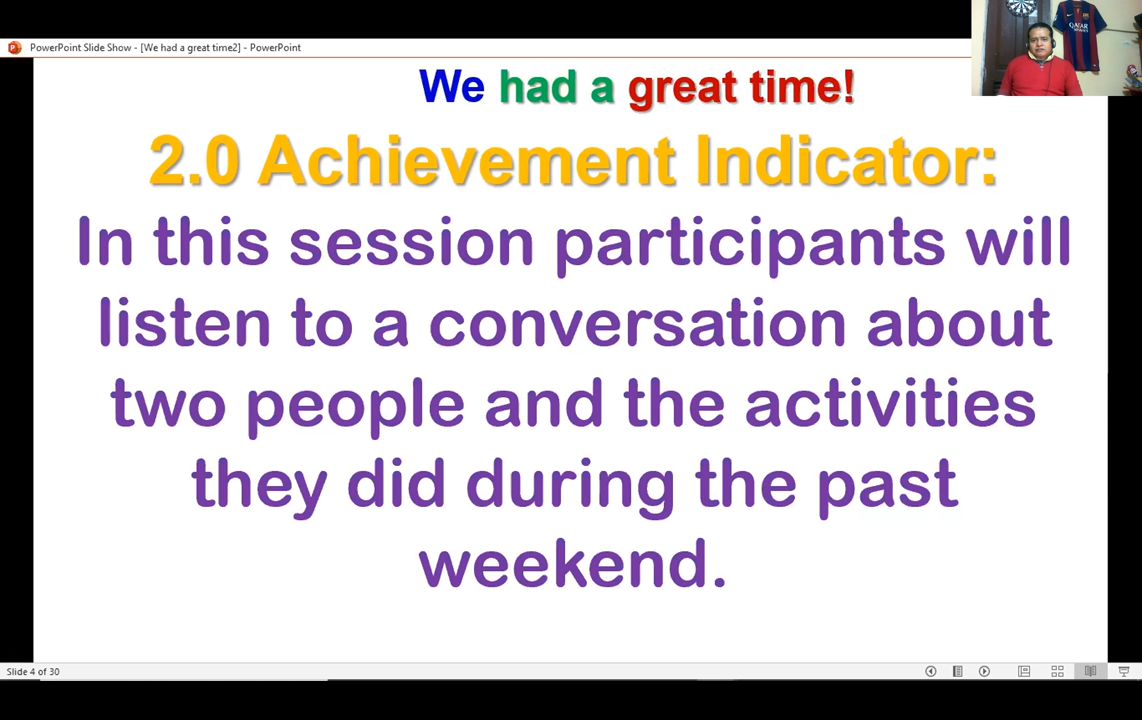 PowerPoint Slide Show - [We had a great time2] - PowerPoint
We had a great time!
2.0 Achievement Indicator:
In this session participants will
listen to a conversation about
two people and the activities
they did during the past
weekend.
QATAR
AIRWAYS
Slide 4 of 30